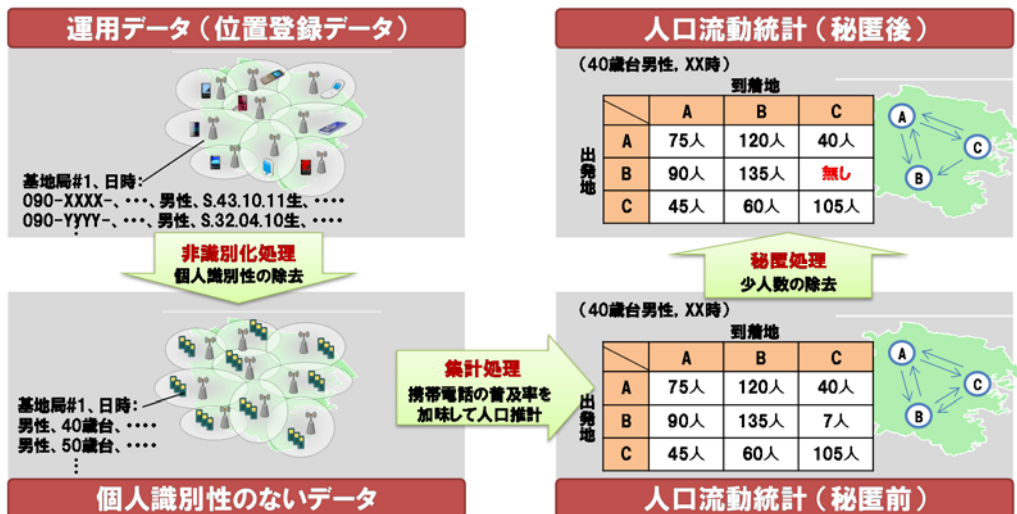 運用データ（位置登録データ）
基地局#1、日時：
090-XXXX-、・・・、男性、S.43.10.11生、・・・・
090-YYYY-、・・・、男性、S.32.04.10生、・・・・
⋮
非識別化処理
個人識別性の除去
基地局#1、日時：
男性、40歳台、・・・・
男性、50歳台、・・・・
⋮
個人識別性のないデータ
集計処理
携帯電話の普及率を
加味して人口推計
人口流動統計（秘匿前）
（40歳台男性，XX時）
到着地
出発地
A B C
A 75人 120人 40人
B 90人 135人 7人
C 45人 60人 105人
A
C
B
秘匿処理
少人数の除去
人口流動統計（秘匿後）
（40歳台男性，XX時）
到着地
出発地
A B C
A 75人 120人 40人
B 90人 135人 無し
C 45人 60人 105人
A
C
B